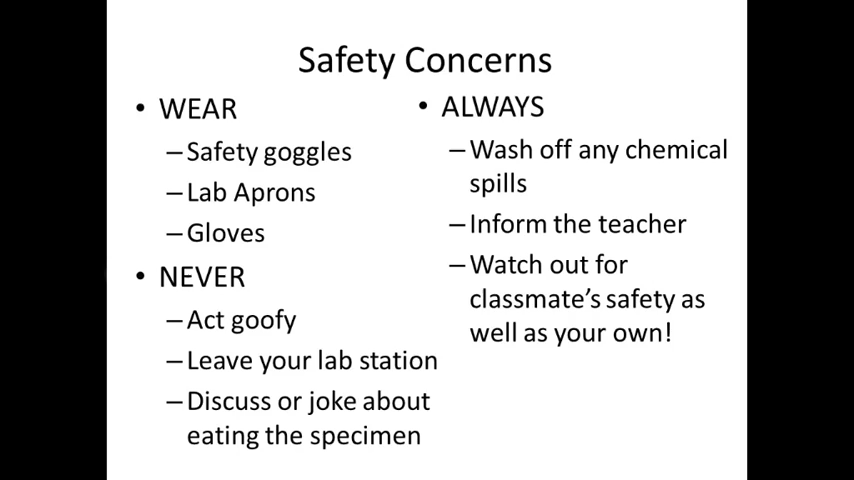 Safety Concerns
• WEAR
–Safety goggles
–Lab Aprons
–Gloves
• NEVER
–Act goofy
–Leave your lab station
–Discuss or joke about
eating the specimen
• ALWAYS
–Wash off any chemical
spills
–Inform the teacher
–Watch out for
classmate’s safety as
well as your own!